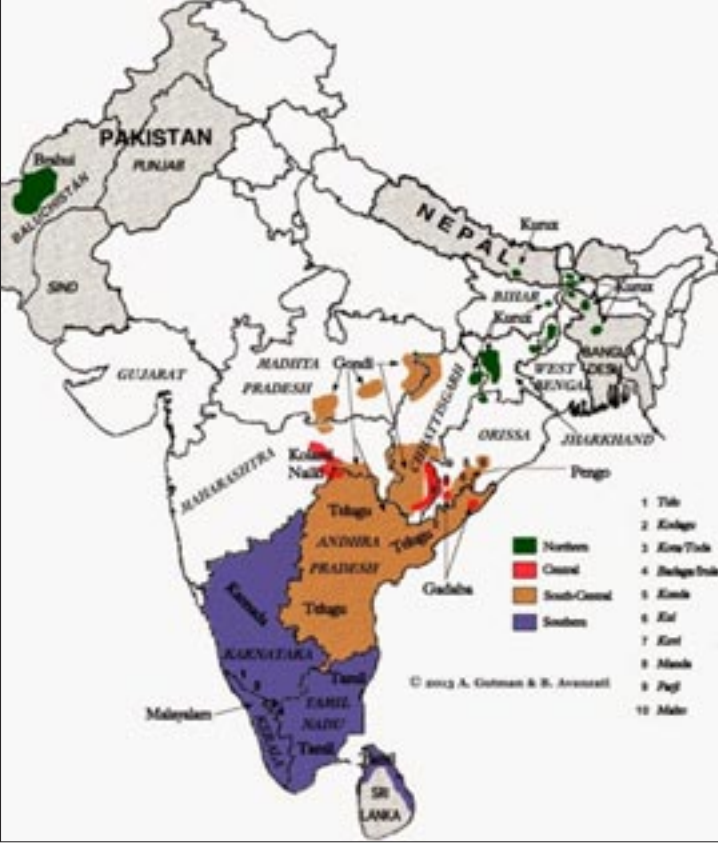 PAKISTAN
PUNJAB
Brahui
BALUCHISTAN
SIND
NEPAL
Kurux
BIHAR
Kurux
Kurux
BANGLADESH
WEST BENGAL
GUJARAT
MADHYA
PRADESH
Gondi
CHHATTISGARH
JHARKHAND
ORISSA
MAHARASHTRA
Kolami
Naiki
Pengo
Telugu
ANDHRA
PRADESH
Telugu
Telugu
Gadaba
Kannada
KARNATAKA
1
2
Malayalam
KERALA
Tamil
TAMIL
NADU
Tamil
Tamil
SRI
LANKA
Northern
Central
South-Central
Southern
1 Tulu
2 Kodagu
3 Kota/Toda
4 Badaga/Irula
5 Konda
6 Kui
7 Kuvi
8 Manda
9 Parji
10 Malto
© 2013 A. Gutman & B. Avanzati